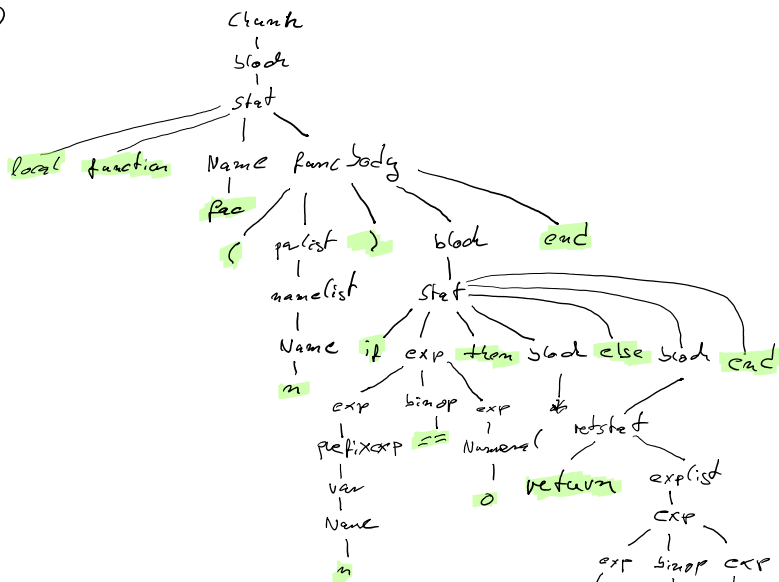 )
Chunk
block
stat
local function Name funcbody
fac
( parlist ) block end
namelist stat
Name if exp then block else block end
n
exp binop exp * retstat
prefixexp == Numeral
var 0 return explist
Name exp
n exp binop exp